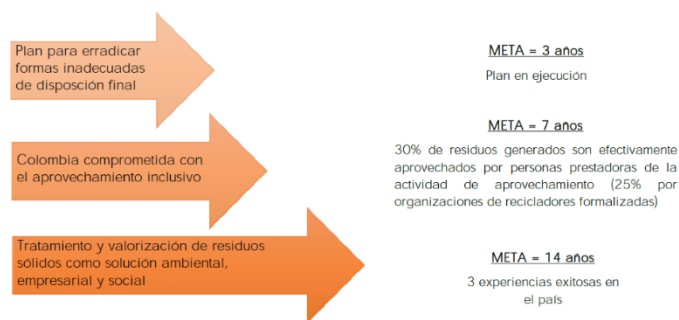 Plan para erradicar
formas inadecuadas
de disposción final
META = 3 años
Plan en ejecución
Colombia comprometida con
el aprovechamiento inclusivo
META = 7 años
30% de residuos generados son efectivamente
aprovechados por personas prestadoras de la
actividad de aprovechamiento (25% por
organizaciones de recicladores formalizadas)
Tratamiento y valorización de residuos
sólidos como solución ambiental,
empresarial y social
META = 14 años
3 experiencias exitosas en
el país